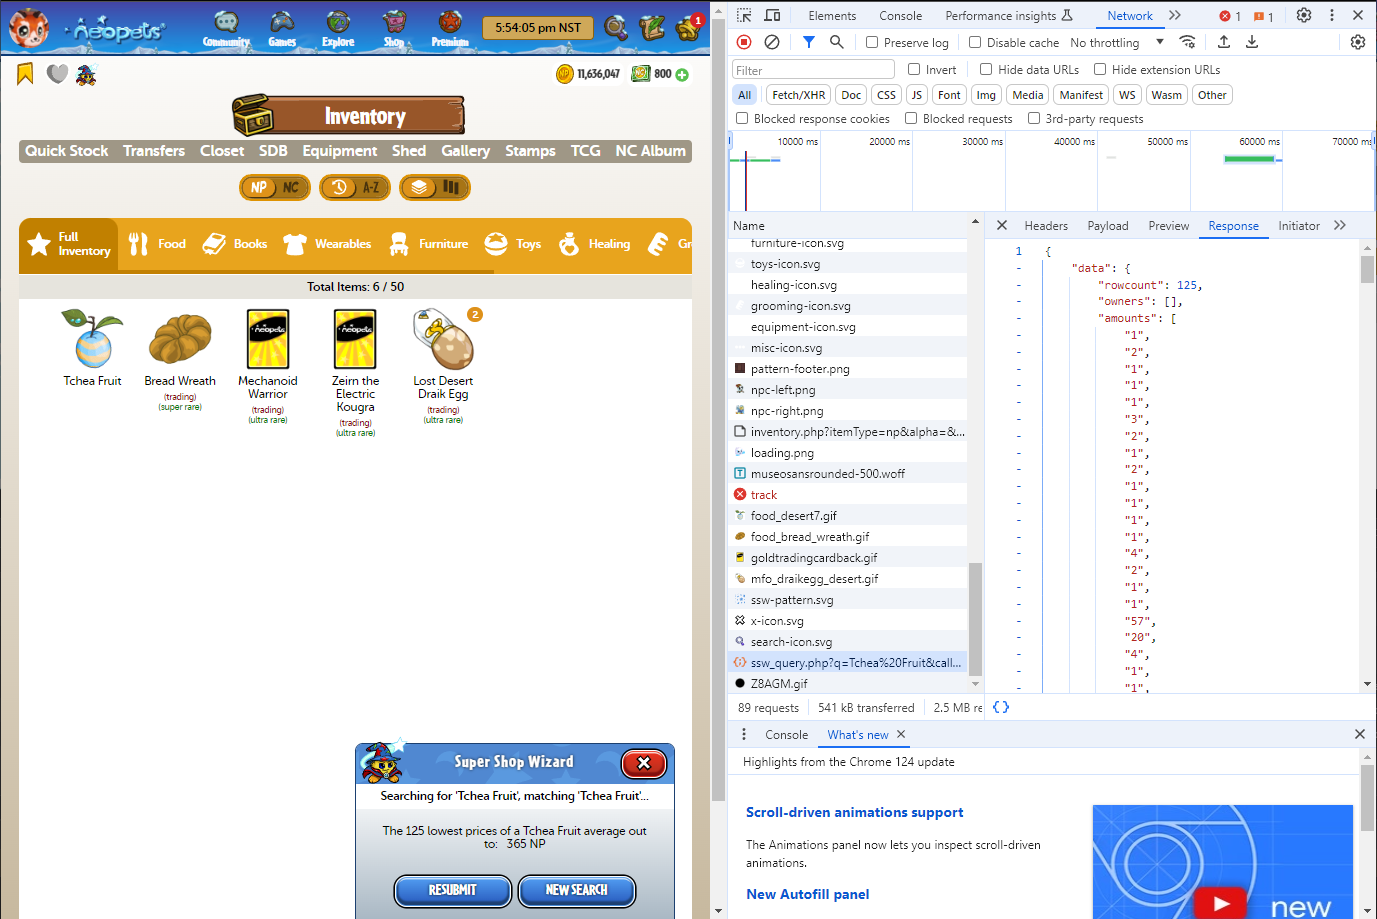 neopets
Community
Games
Explore
Shop
Premium
5:54:05 pm NST
1
11,636,047
800
Inventory
Quick Stock Transfers Closet SDB Equipment Shed Gallery Stamps TCG NC Album
NP NC
A-Z
Full Inventory
Food
Books
Wearables
Furniture
Toys
Healing
Gr
Total Items: 6 / 50
2
neopets
neopets
Tchea Fruit
Bread Wreath
(trading)
(super rare)
Mechanoid
Warrior
(trading)
(ultra rare)
Zeirn the
Electric
Kougra
(trading)
(ultra rare)
Lost Desert
Draik Egg
(trading)
(ultra rare)
Super Shop Wizard
Searching for 'Tchea Fruit', matching 'Tchea Fruit'...
The 125 lowest prices of a Tchea Fruit average out
to: 365 NP
RESUBMIT
NEW SEARCH
Elements Console Performance insights Network 1 1
Preserve log Disable cache No throttling
Filter Invert Hide data URLs Hide extension URLs
All Fetch/XHR Doc CSS JS Font Img Media Manifest WS Wasm Other
Blocked response cookies Blocked requests 3rd-party requests
10000 ms 20000 ms 30000 ms 40000 ms 50000 ms 60000 ms 70000
Name
furniture-icon.svg
toys-icon.svg
healing-icon.svg
grooming-icon.svg
equipment-icon.svg
misc-icon.svg
pattern-footer.png
npc-left.png
npc-right.png
inventory.php?itemType=np&alpha=&...
loading.png
museosansrounded-500.woff
track
food_desert7.gif
food_bread_wreath.gif
goldtradingcardback.gif
mfo_draikegg_desert.gif
ssw-pattern.svg
x-icon.svg
search-icon.svg
ssw_query.php?q=Tchea%20Fruit&call...
Z8AGM.gif
89 requests 541 kB transferred 2.5 MB re
Headers Payload Preview Response Initiator
1 {
- "data": {
- "rowcount": 125,
- "owners": [],
- "amounts": [
- "1",
- "2",
- "1",
- "1",
- "1",
- "3",
- "2",
- "1",
- "2",
- "1",
- "1",
- "1",
- "1",
- "4",
- "2",
- "1",
- "1",
- "57",
- "20",
- "4",
- "1",
- "1",
{}
Console What's new
Highlights from the Chrome 124 update
Scroll-driven animations support
The Animations panel now lets you inspect scroll-driven
animations.
New Autofill panel
new